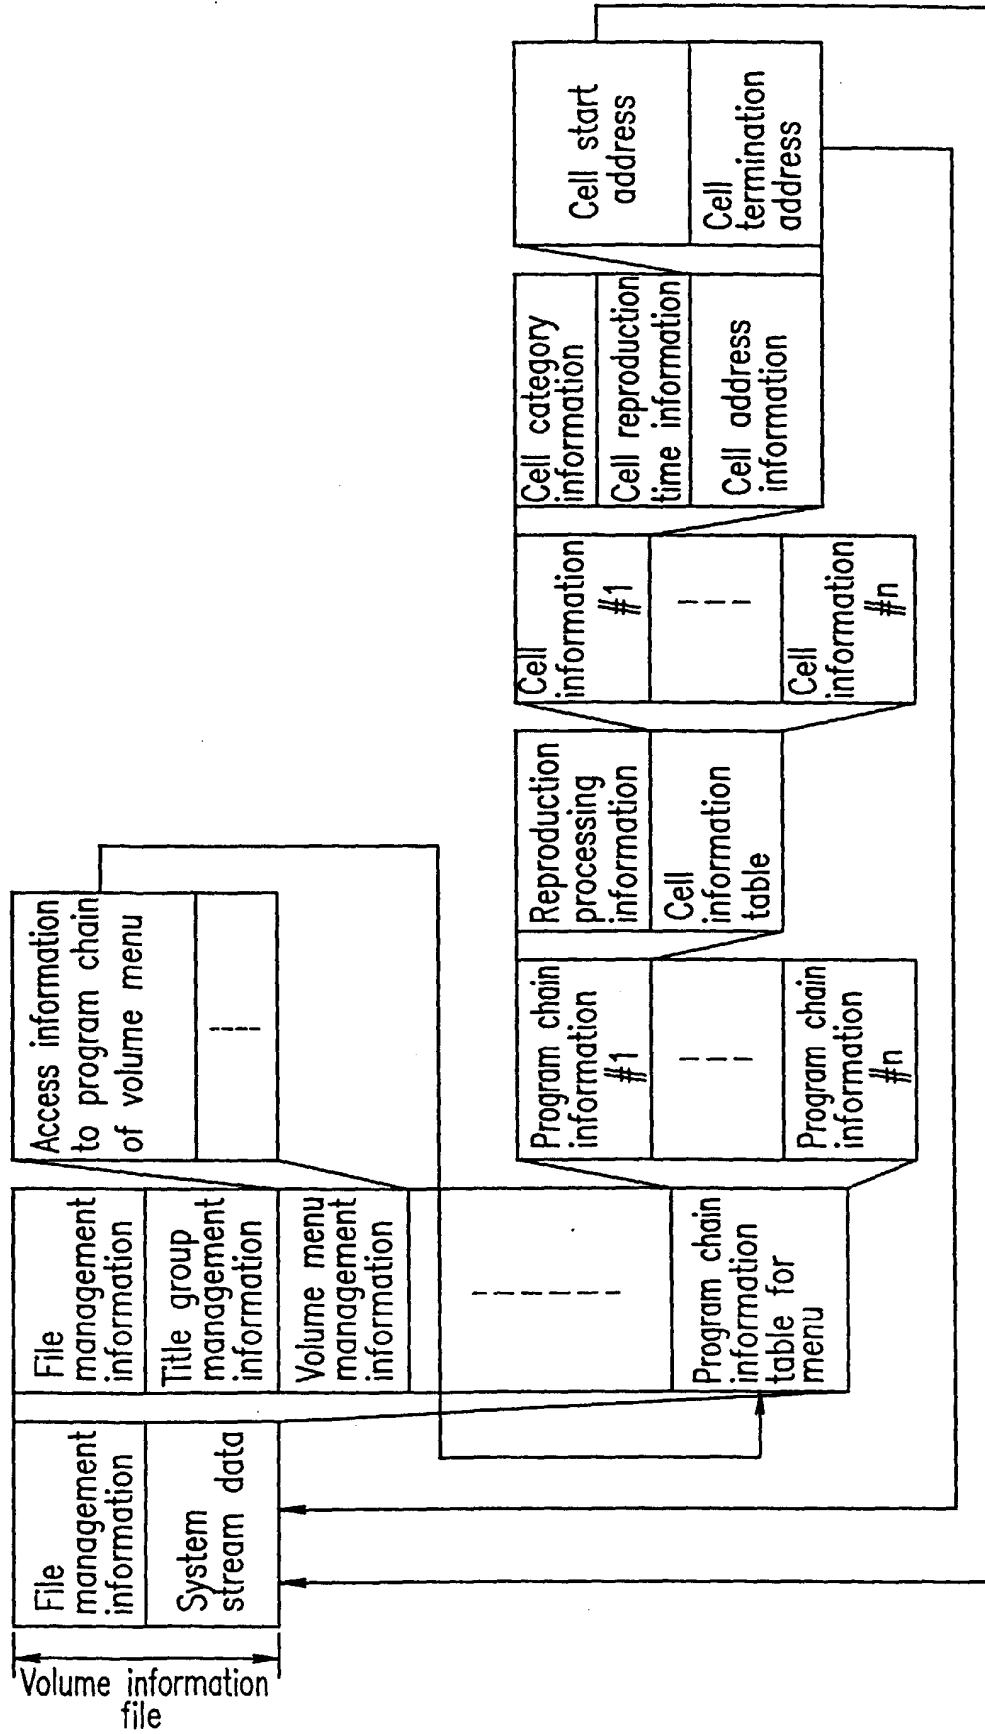 Volume information
file
File
management
information
System
stream data
File
management
information
Title group
management
information
Volume menu
management
information
Program chain
information
table for
menu
Access information
to program chain
of volume menu
Program chain
information
#1
Program chain
information
#n
Reproduction
processing
information
Cell
information
table
Cell
information
#1
Cell
information
#n
Cell category
information
Cell reproduction
time information
Cell address
information
Cell start
address
Cell
termination
address